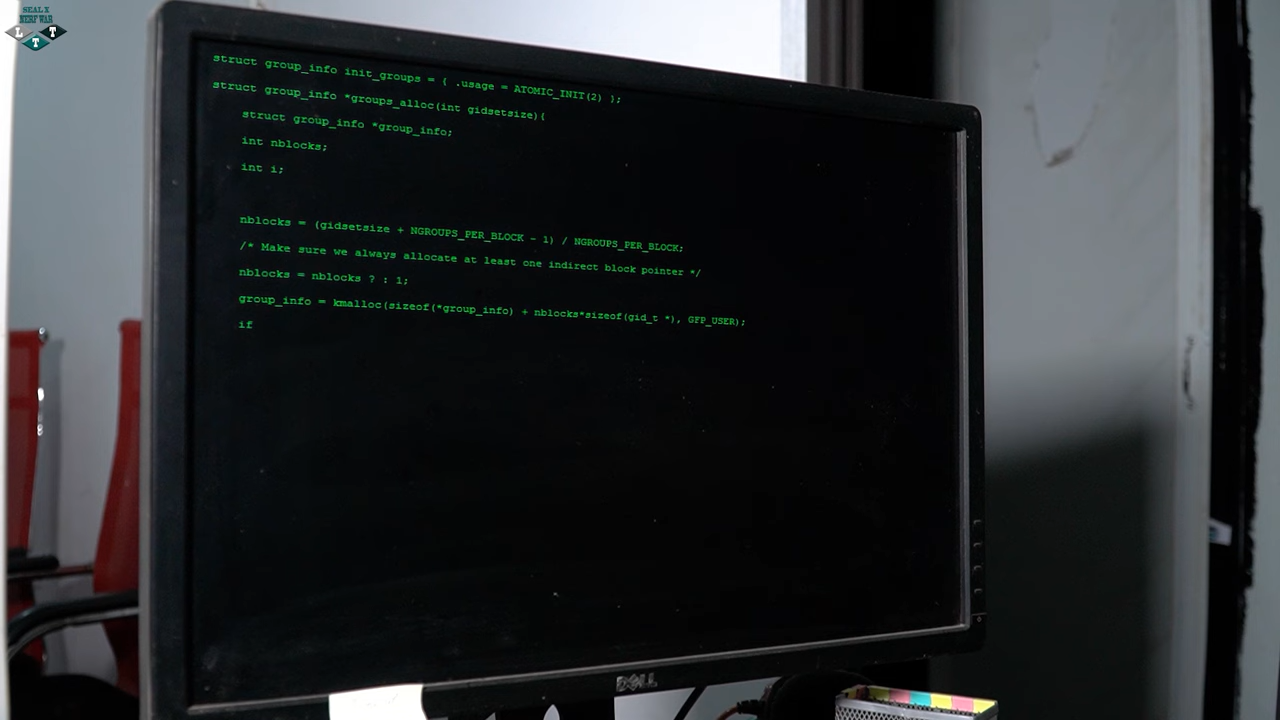 SEAL X
NERF WAR
L T T
struct group_info init_groups = { .usage = ATOMIC_INIT(2) };
struct group_info *groups_alloc(int gidsetsize){
struct group_info *group_info;
int nblocks;
int i;
nblocks = (gidsetsize + NGROUPS_PER_BLOCK - 1) / NGROUPS_PER_BLOCK;
/* Make sure we always allocate at least one indirect block pointer */
nblocks = nblocks ? : 1;
group_info = kmalloc(sizeof(*group_info) + nblocks*sizeof(gid_t *), GFP_USER);
if
DELL